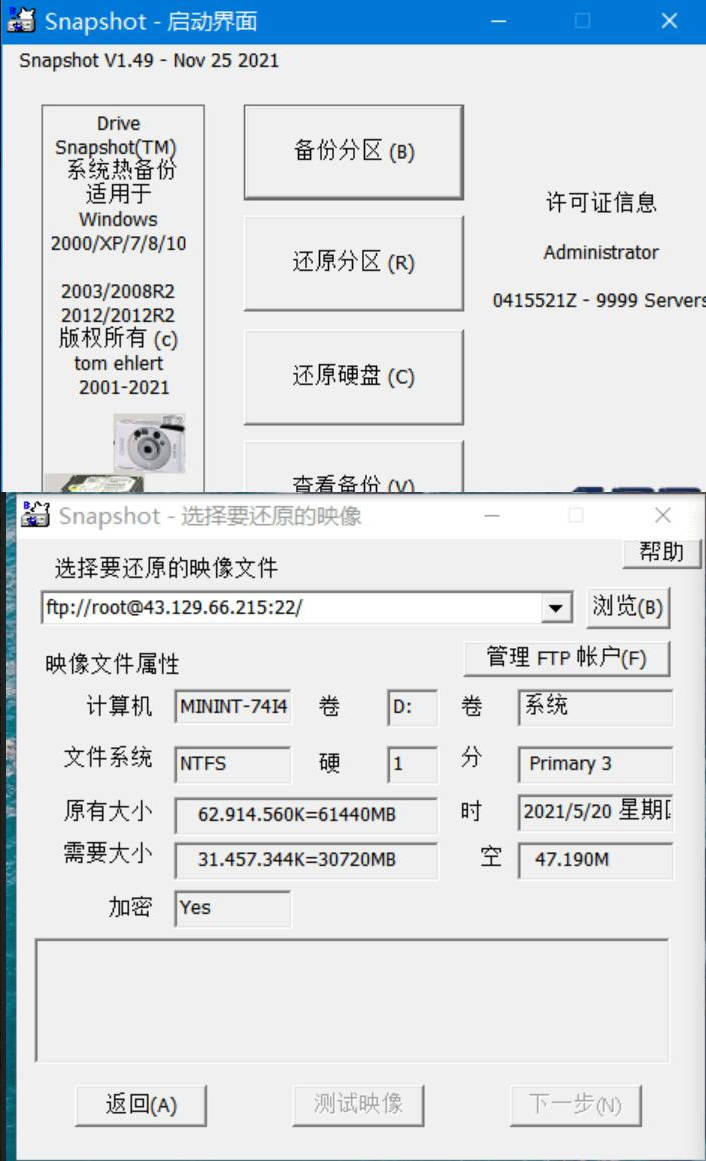 Snapshot - 启动界面
Snapshot V1.49 - Nov 25 2021
Drive
Snapshot(TM)
系统热备份
适用于
Windows
2000/XP/7/8/10
2003/2008R2
2012/2012R2
版权所有 (c)
tom ehlert
2001-2021
备份分区 (B)
还原分区 (R)
还原硬盘 (C)
查看备份 (V)
许可证信息
Administrator
0415521Z - 9999 Servers
Snapshot - 选择要还原的映像
帮助
选择要还原的映像文件
ftp://root@43.129.66.215:22/ 浏览(B)
映像文件属性 管理 FTP 帐户(F)
计算机 MININT-74I4 卷 D: 卷 系统
文件系统 NTFS 硬 1 分 Primary 3
原有大小 62.914.560K=61440MB 时 2021/5/20 星期
需要大小 31.457.344K=30720MB 空 47.190M
加密 Yes
返回(A) 测试映像 下一步(N)